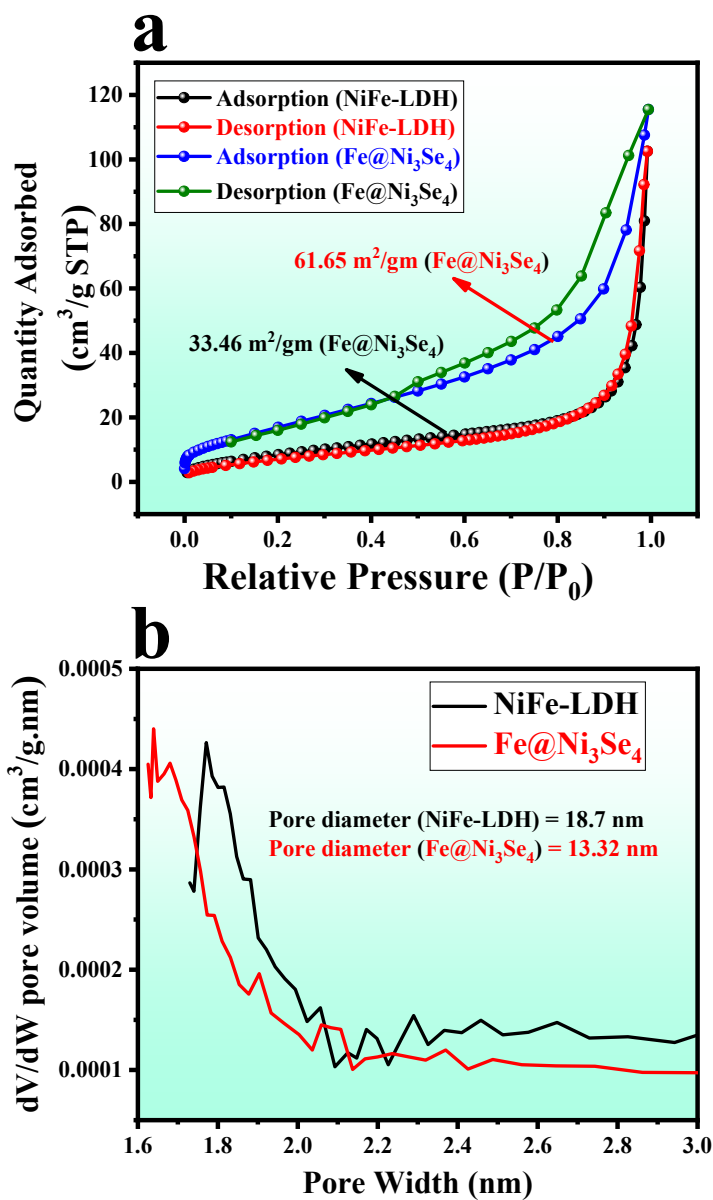 a
Quantity Adsorbed
(cm³/g STP)
120
100
80
60
40
20
0
Adsorption (NiFe-LDH)
Desorption (NiFe-LDH)
Adsorption (Fe@Ni₃Se₄)
Desorption (Fe@Ni₃Se₄)
61.65 m²/gm (Fe@Ni₃Se₄)
33.46 m²/gm (Fe@Ni₃Se₄)
0.0 0.2 0.4 0.6 0.8 1.0
Relative Pressure (P/P₀)
b
dV/dW pore volume (cm³/g.nm)
0.0005
0.0004
0.0003
0.0002
0.0001
NiFe-LDH
Fe@Ni₃Se₄
Pore diameter (NiFe-LDH) = 18.7 nm
Pore diameter (Fe@Ni₃Se₄) = 13.32 nm
1.6 1.8 2.0 2.2 2.4 2.6 2.8 3.0
Pore Width (nm)